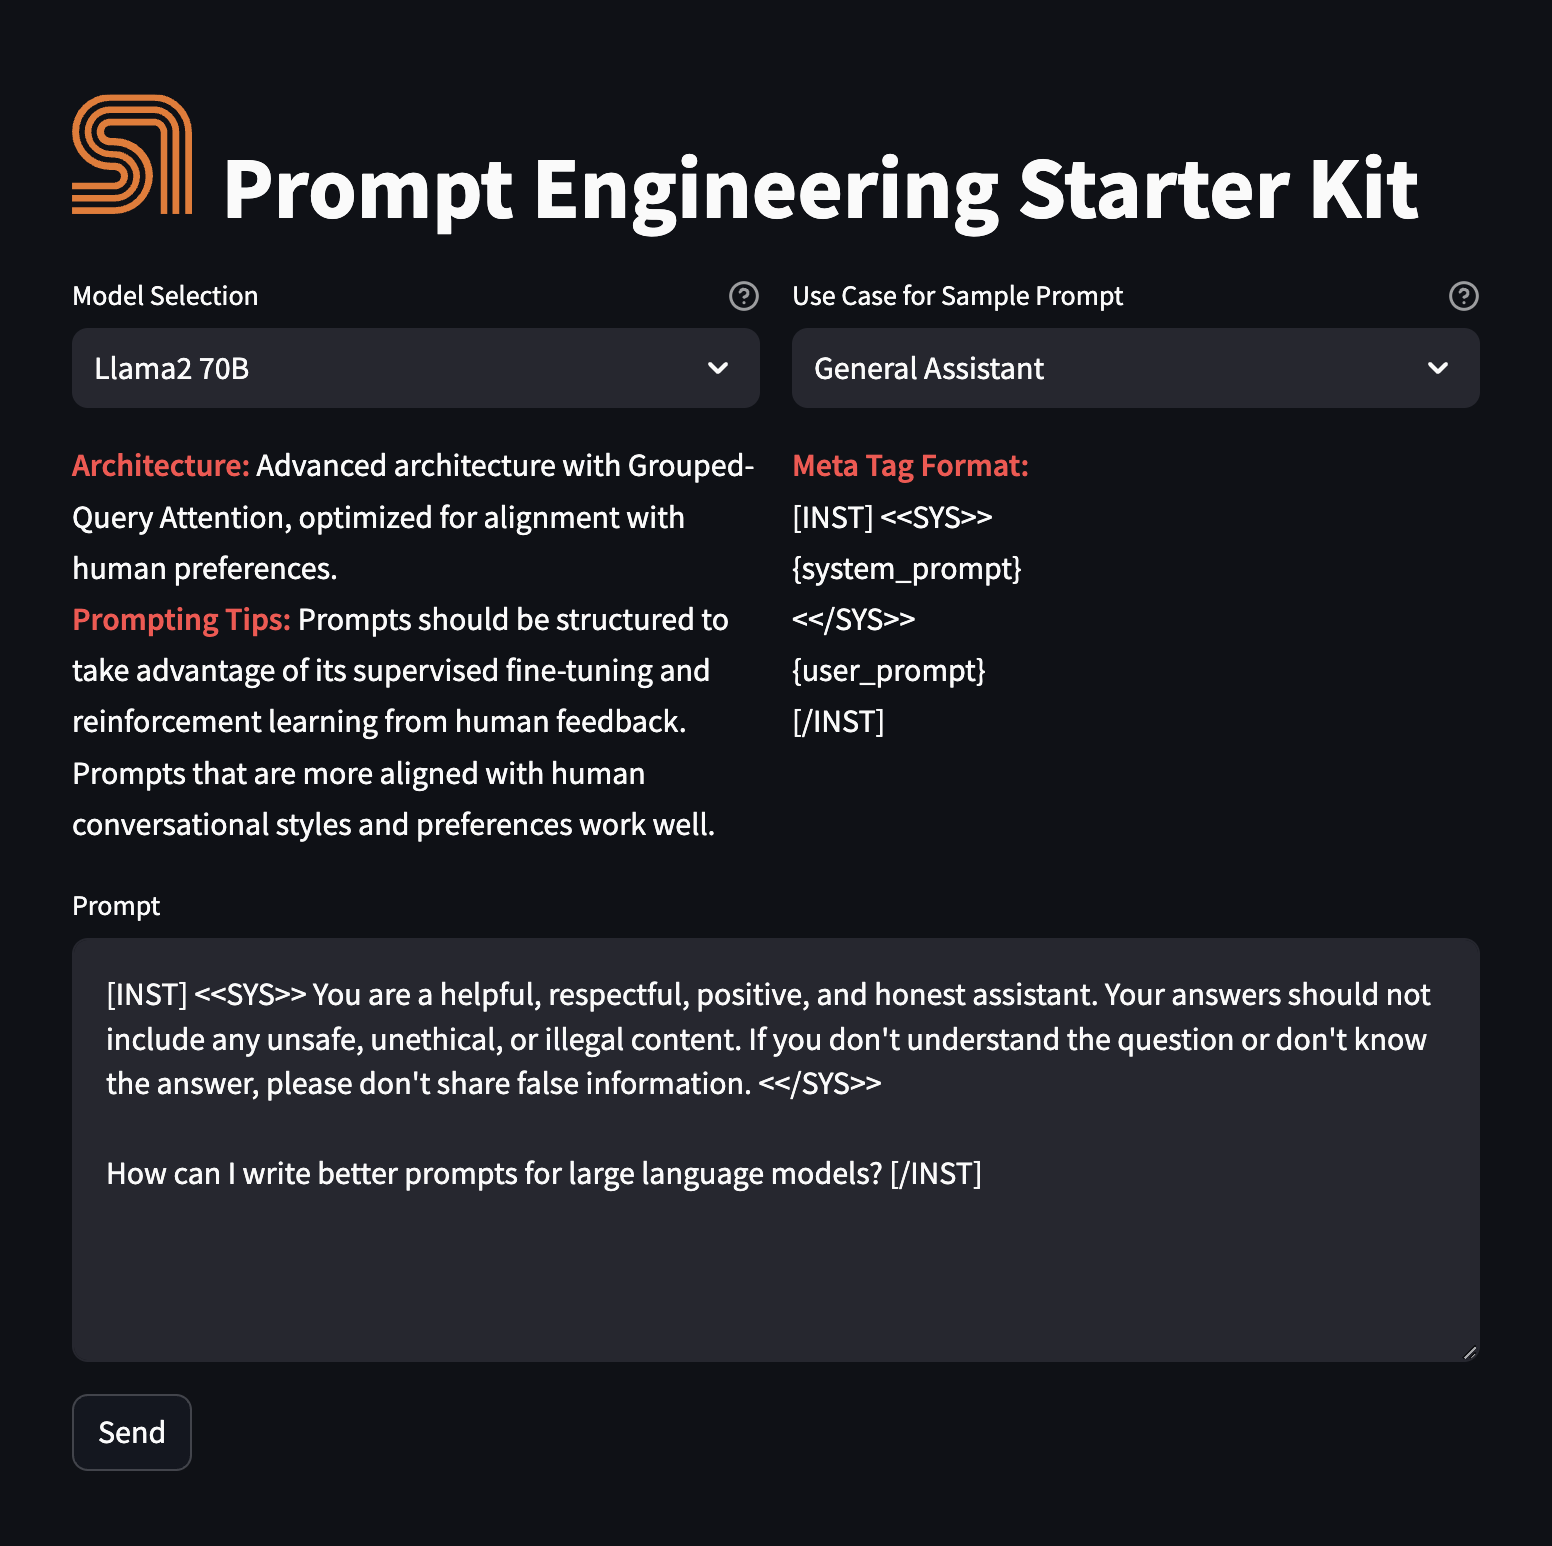 Prompt Engineering Starter Kit
Model Selection
Llama2 70B
Use Case for Sample Prompt
General Assistant
Architecture: Advanced architecture with Grouped-
Query Attention, optimized for alignment with
human preferences.
Prompting Tips: Prompts should be structured to
take advantage of its supervised fine-tuning and
reinforcement learning from human feedback.
Prompts that are more aligned with human
conversational styles and preferences work well.
Meta Tag Format:
[INST] <<SYS>>
{system_prompt}
<</SYS>>
{user_prompt}
[/INST]
Prompt
[INST] <<SYS>> You are a helpful, respectful, positive, and honest assistant. Your answers should not
include any unsafe, unethical, or illegal content. If you don't understand the question or don't know
the answer, please don't share false information. <</SYS>>
How can I write better prompts for large language models? [/INST]
Send